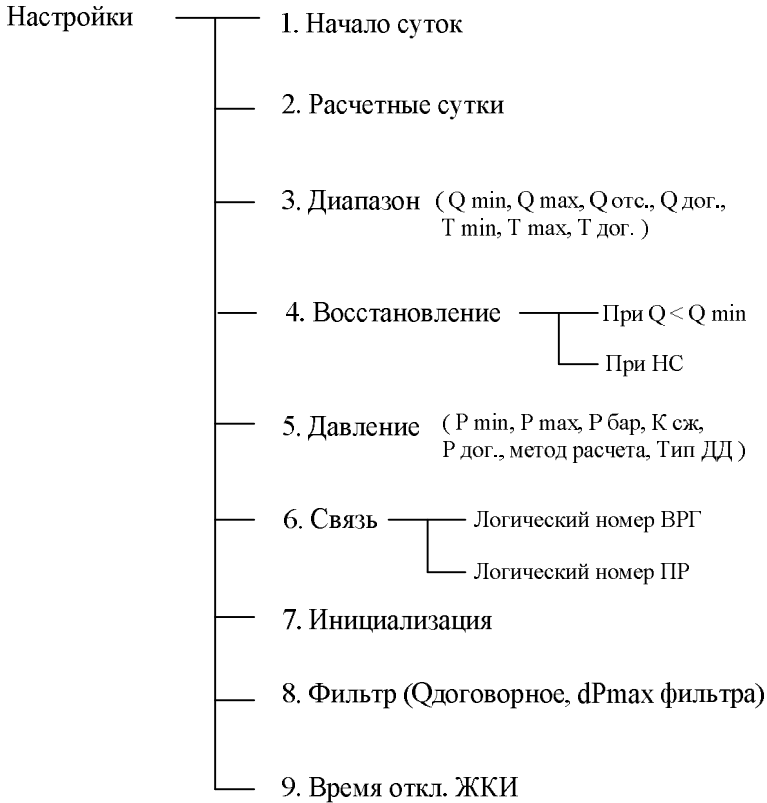 Настройки
1. Начало суток
2. Расчетные сутки
3. Диапазон
( Q min, Q max, Q отс., Q дог.,
T min, T max, T дог. )
4. Восстановление
При Q < Q min
При НС
5. Давление
( P min, P max, P бар, К сж,
P дог., метод расчета, Тип ДД )
6. Связь
Логический номер ВРГ
Логический номер ПР
7. Инициализация
8. Фильтр (Qдоговорное, dPmax фильтра)
9. Время откл. ЖКИ